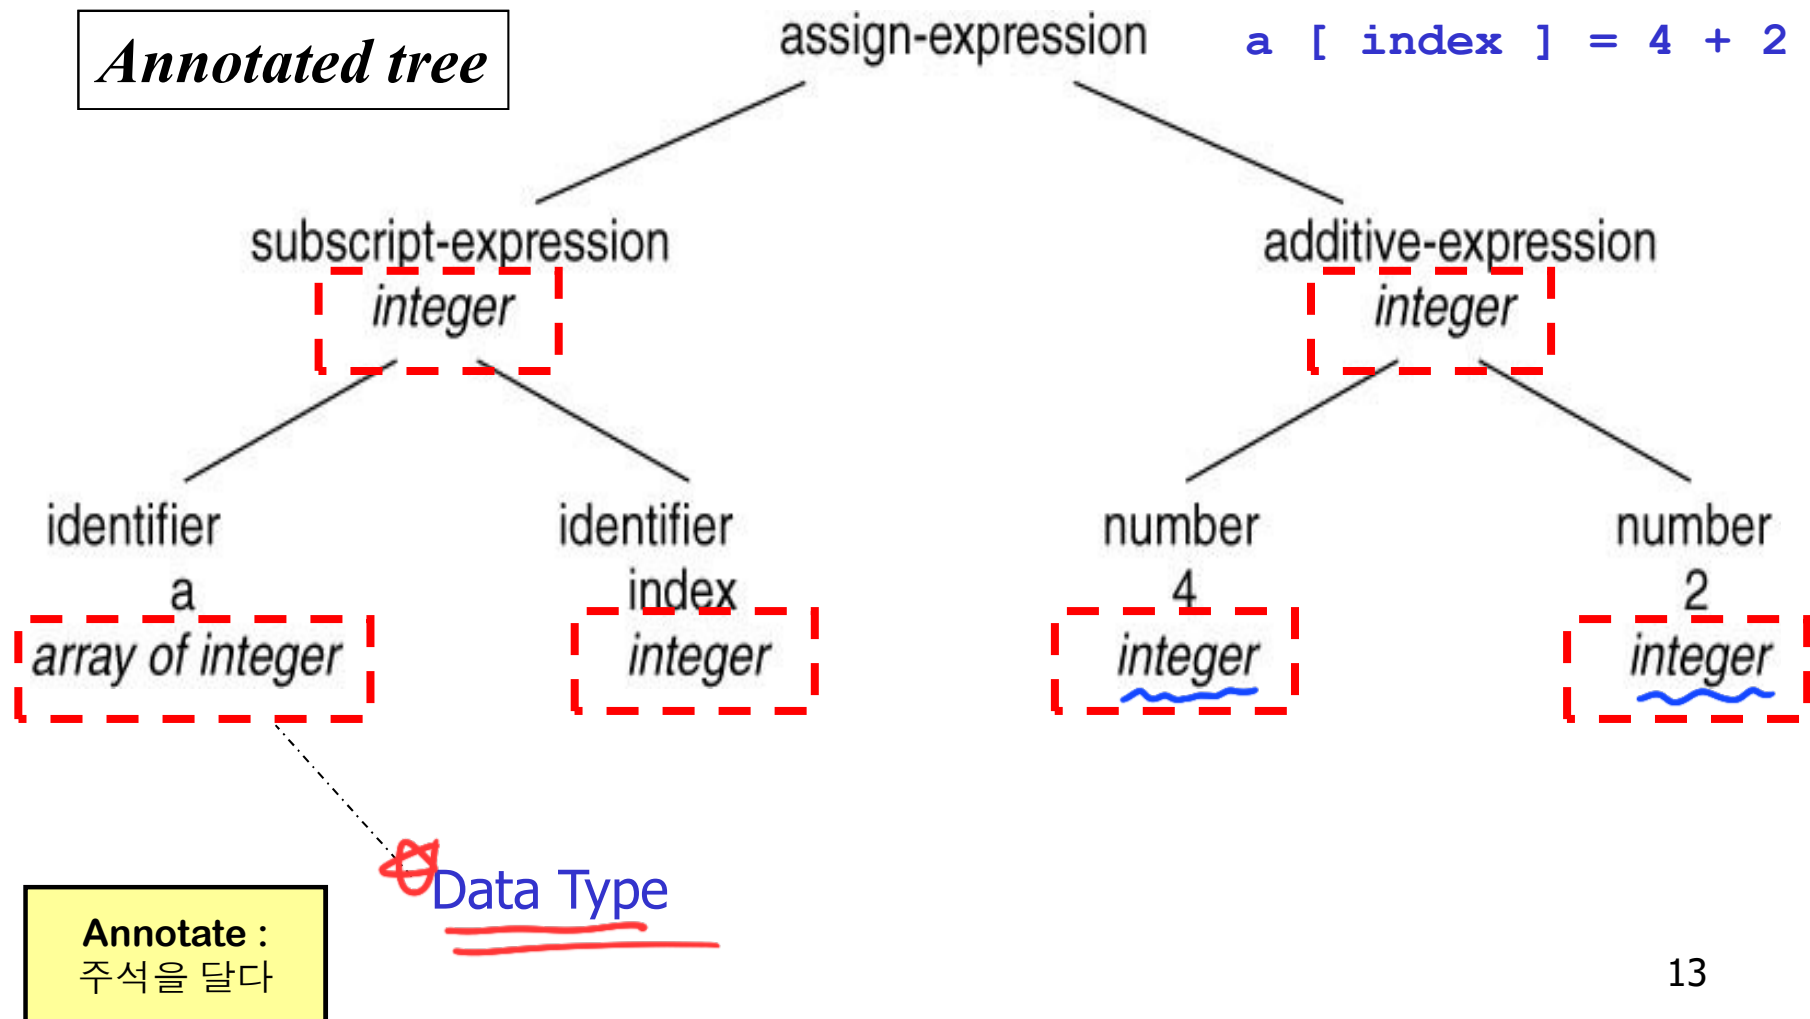 Annotated tree
assign-expression
a [ index ] = 4 + 2
subscript-expression
additive-expression
integer
integer
identifier
identifier
number
number
a
index
4
2
array of integer
integer
integer
integer
Data Type
Annotate :
주석을 달다
13